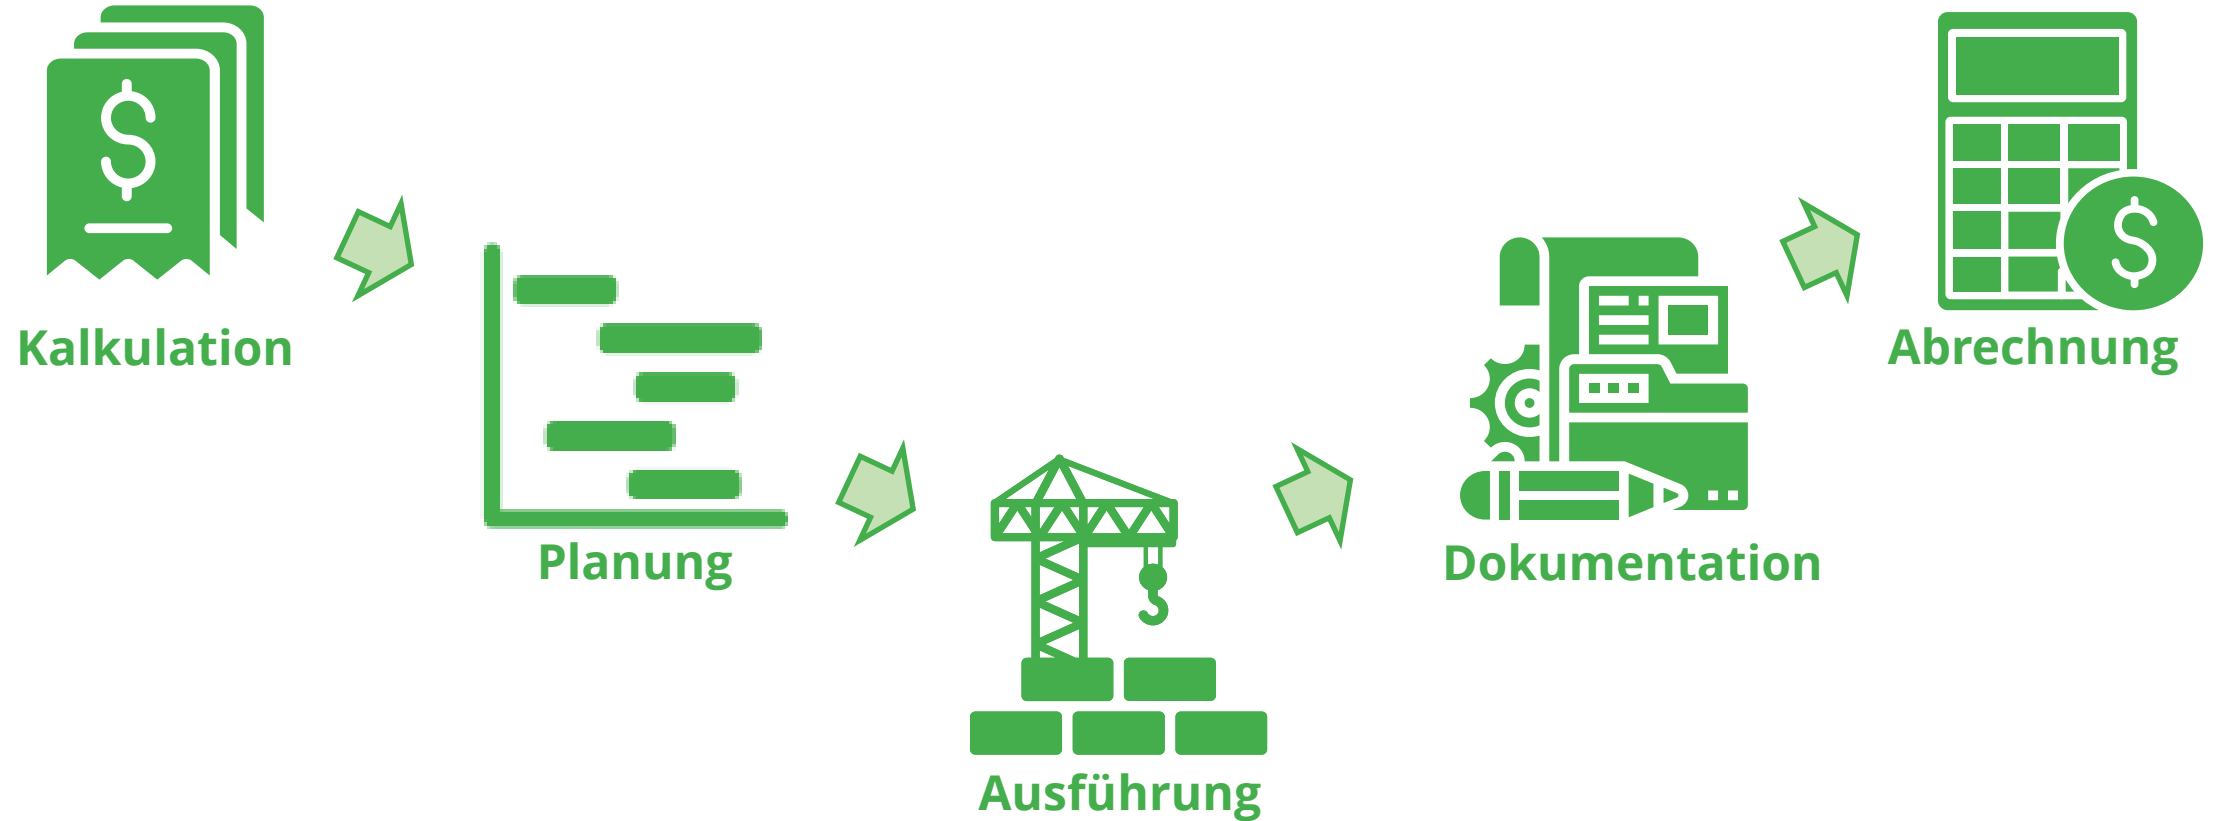 Kalkulation
Planung
Ausführung
Dokumentation
Abrechnung